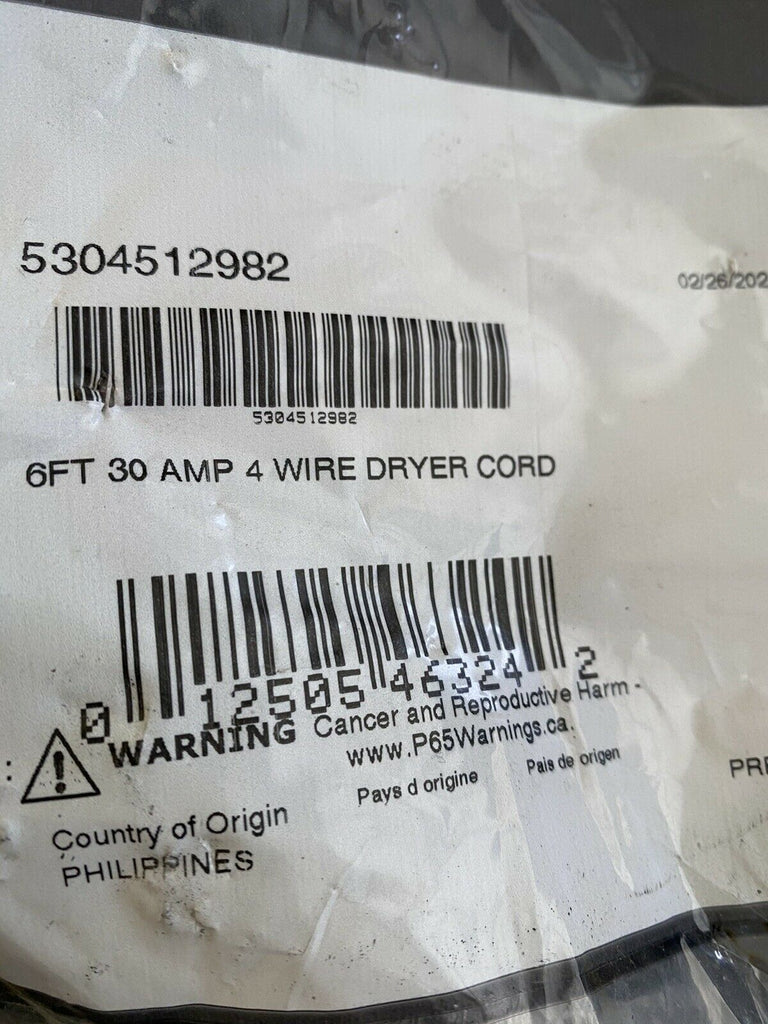 5304512982
02/26/202
5304512982
6FT 30 AMP 4 WIRE DRYER CORD
0 12505 46324 2
WARNING Cancer and Reproductive Harm -
www.P65Warnings.ca.
Pays d origine Pais de origen
PRE
Country of Origin
PHILIPPINES